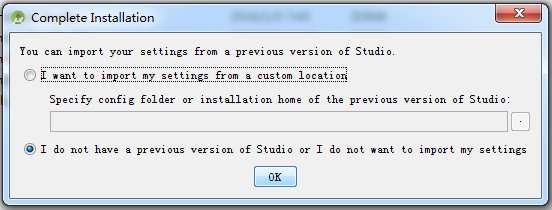 Complete Installation
You can import your settings from a previous version of Studio.
I want to import my settings from a custom location
Specify config folder or installation home of the previous version of Studio:
I do not have a previous version of Studio or I do not want to import my settings
OK